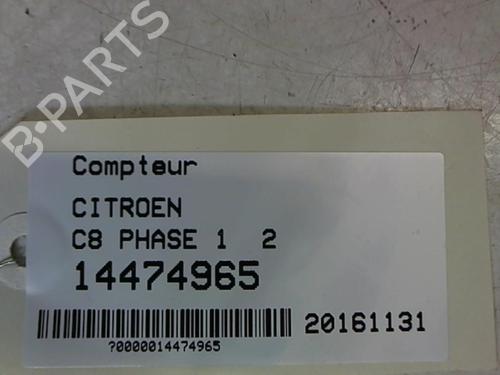 B-PARTS
Compteur
CITROEN
C8 PHASE 1 2
14474965
20161131
?0000014474965